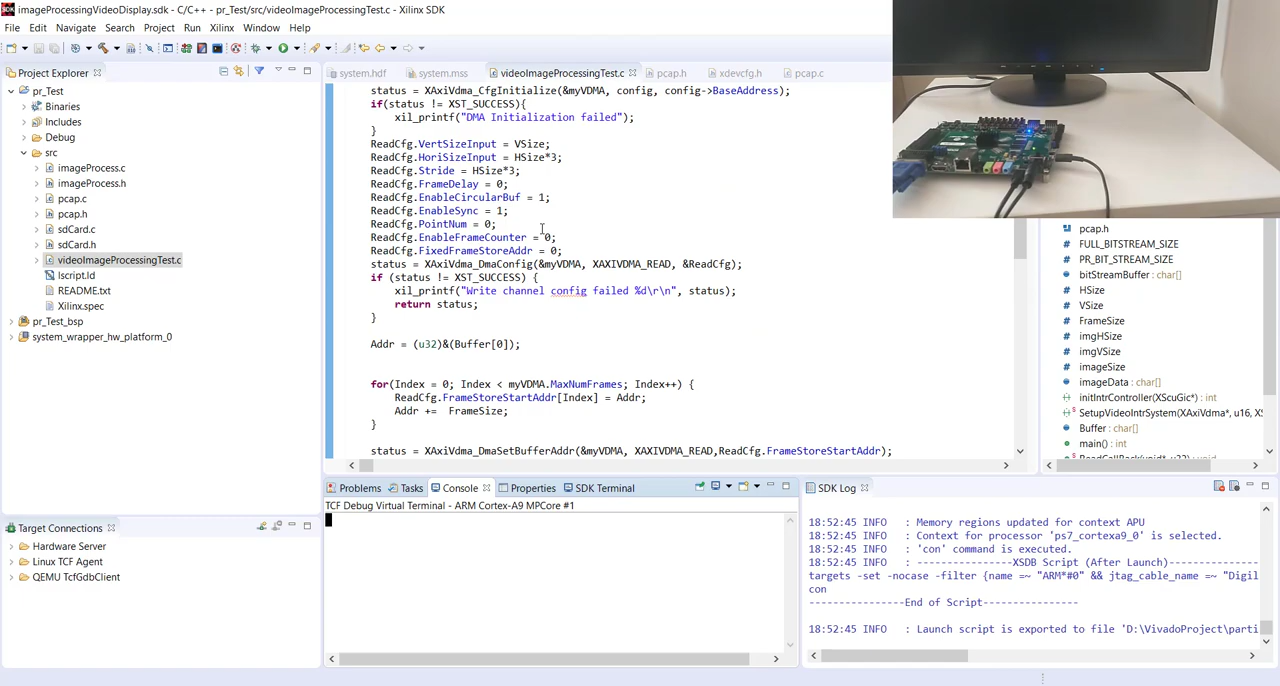 imageProcessingVideoDisplay.sdk - C/C++ - pr_Test/src/videoImageProcessingTest.c - Xilinx SDK
File Edit Navigate Search Project Run Xilinx Window Help
Project Explorer
pr_Test
Binaries
Includes
Debug
src
imageProcess.c
imageProcess.h
pcap.c
pcap.h
sdCard.c
sdCard.h
videoImageProcessingTest.c
lscript.ld
README.txt
Xilinx.spec
pr_Test_bsp
system_wrapper_hw_platform_0
system.hdf system.mss videoImageProcessingTest.c pcap.h xdevcfg.h pcap.c
status = XAxiVdma_CfgInitialize(&myVDMA, config, config->BaseAddress);
if(status != XST_SUCCESS){
xil_printf("DMA Initialization failed");
}
ReadCfg.VertSizeInput = VSize;
ReadCfg.HoriSizeInput = HSize*3;
ReadCfg.Stride = HSize*3;
ReadCfg.FrameDelay = 0;
ReadCfg.EnableCircularBuf = 1;
ReadCfg.EnableSync = 1;
ReadCfg.PointNum = 0;
ReadCfg.EnableFrameCounter = 0;
ReadCfg.FixedFrameStoreAddr = 0;
status = XAxiVdma_DmaConfig(&myVDMA, XAXIVDMA_READ, &ReadCfg);
if (status != XST_SUCCESS) {
xil_printf("Write channel config failed %d\r\n", status);
return status;
}
Addr = (u32)&(Buffer[0]);
for(Index = 0; Index < myVDMA.MaxNumFrames; Index++) {
ReadCfg.FrameStoreStartAddr[Index] = Addr;
Addr += FrameSize;
}
status = XAxiVdma_DmaSetBufferAddr(&myVDMA, XAXIVDMA_READ,ReadCfg.FrameStoreStartAddr);
pcap.h
FULL_BITSTREAM_SIZE
PR_BIT_STREAM_SIZE
bitStreamBuffer : char[]
HSize
VSize
FrameSize
imgHSize
imgVSize
imageSize
imageData : char[]
initIntrController(XScuGic*) : int
SetupVideoIntrSystem(XAxiVdma*, u16, XS
Buffer : char[]
main() : int
Target Connections
Hardware Server
Linux TCF Agent
QEMU TcfGdbClient
Problems Tasks Console Properties SDK Terminal
TCF Debug Virtual Terminal - ARM Cortex-A9 MPCore #1
SDK Log
18:52:45 INFO : Memory regions updated for context APU
18:52:45 INFO : Context for processor 'ps7_cortexa9_0' is selected.
18:52:45 INFO : 'con' command is executed.
18:52:45 INFO : ----------------XSDB Script (After Launch)----------------
targets -set -nocase -filter {name =~ "ARM*#0" && jtag_cable_name =~ "Digil
con
----------------End of Script----------------
18:52:45 INFO : Launch script is exported to file 'D:\VivadoProject\parti